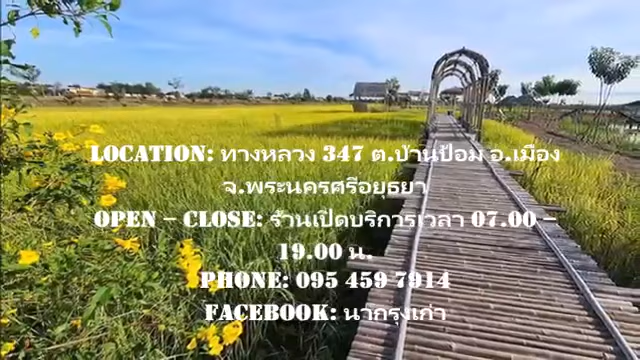 LOCATION: ทางหลวง 347 ต.บ้านป้อม อ.เมือง
จ.พระนครศรีอยุธยา
OPEN – CLOSE: ร้านเปิดบริการเวลา 07.00 –
19.00 น.
PHONE: 095 459 7914
FACEBOOK: นากรุงเก่า